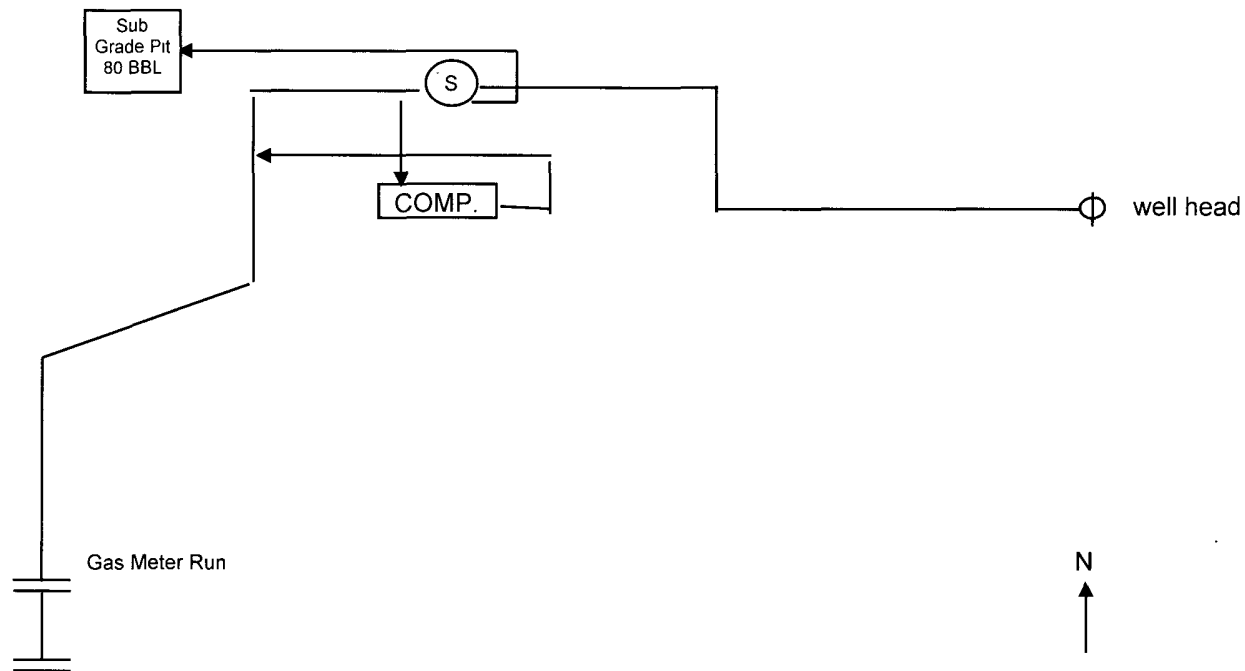 Sub
Grade Pit
80 BBL
S
COMP.
well head
Gas Meter Run
N